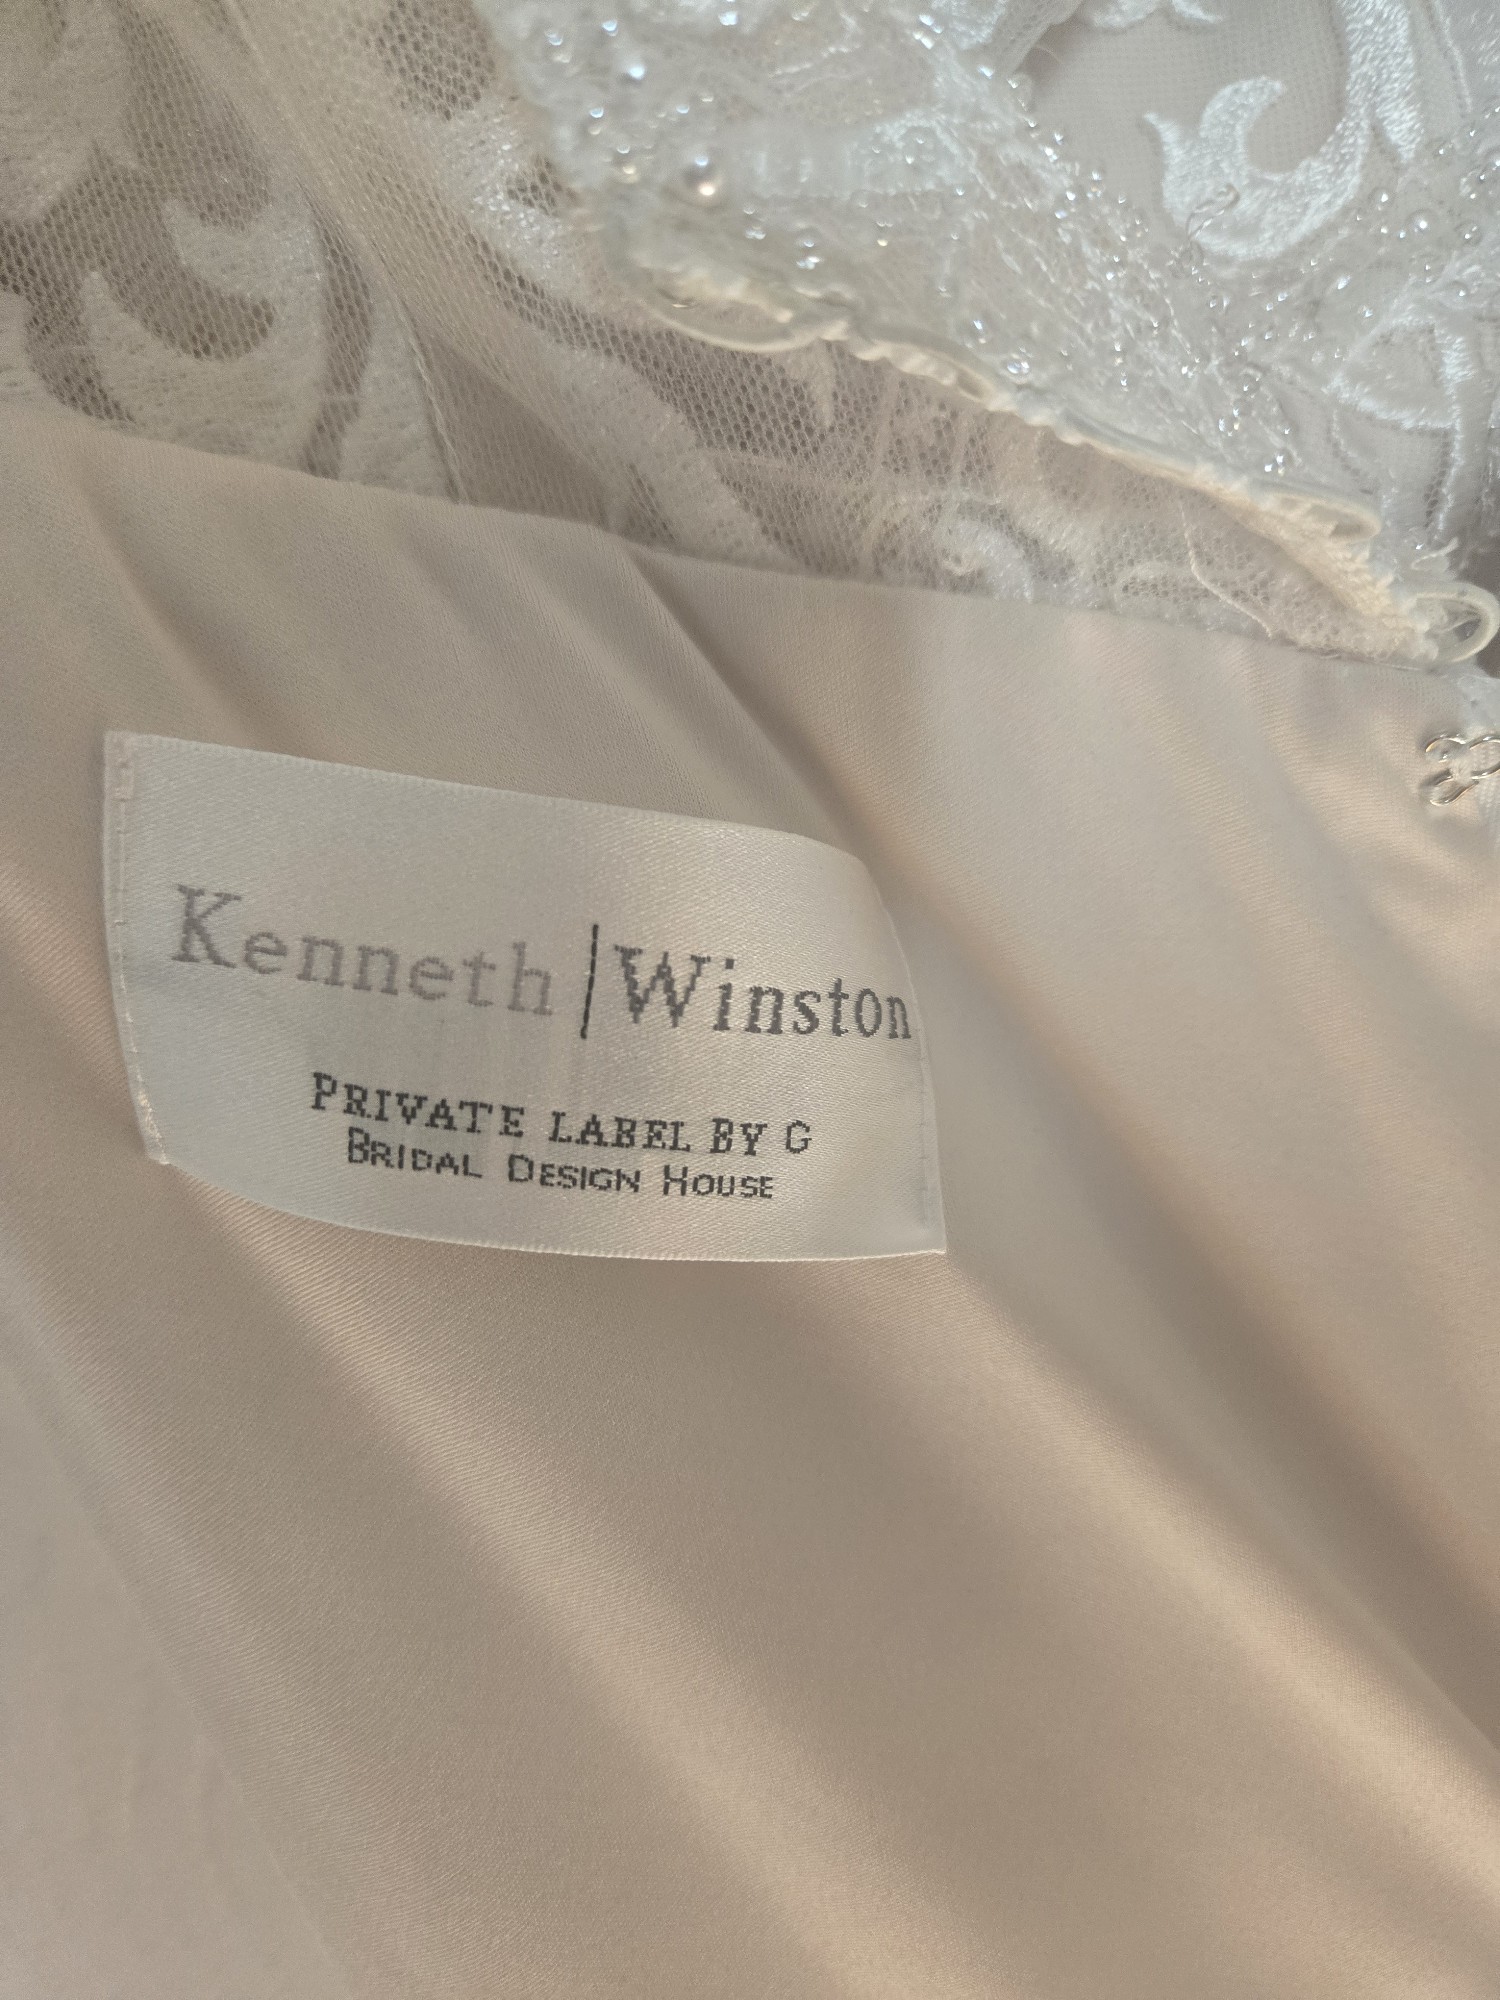 Kenneth | Winston
PRIVATE LABEL BY G
BRIDAL DESIGN HOUSE